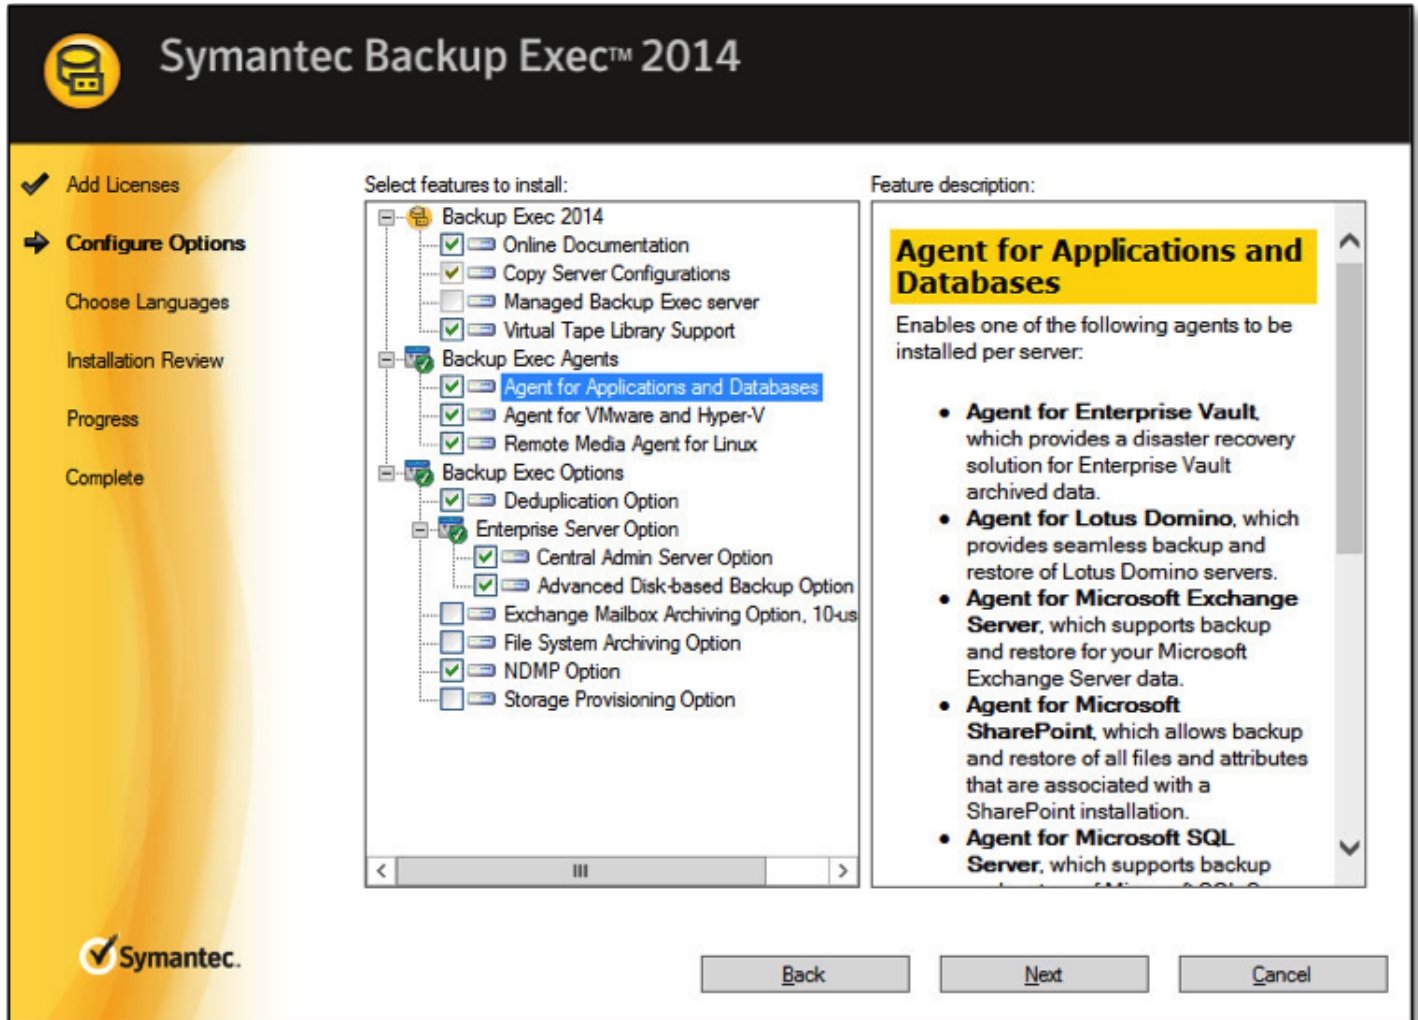 Symantec Backup Exec™ 2014
Add Licenses
Configure Options
Choose Languages
Installation Review
Progress
Complete
Select features to install:
Backup Exec 2014
Online Documentation
Copy Server Configurations
Managed Backup Exec server
Virtual Tape Library Support
Backup Exec Agents
Agent for Applications and Databases
Agent for VMware and Hyper-V
Remote Media Agent for Linux
Backup Exec Options
Deduplication Option
Enterprise Server Option
Central Admin Server Option
Advanced Disk-based Backup Option
Exchange Mailbox Archiving Option, 10-us
File System Archiving Option
NDMP Option
Storage Provisioning Option
Feature description:
Agent for Applications and
Databases
Enables one of the following agents to be
installed per server:
• Agent for Enterprise Vault,
which provides a disaster recovery
solution for Enterprise Vault
archived data.
• Agent for Lotus Domino, which
provides seamless backup and
restore of Lotus Domino servers.
• Agent for Microsoft Exchange
Server, which supports backup
and restore for your Microsoft
Exchange Server data.
• Agent for Microsoft
SharePoint, which allows backup
and restore of all files and attributes
that are associated with a
SharePoint installation.
• Agent for Microsoft SQL
Server, which supports backup
Symantec.
Back
Next
Cancel